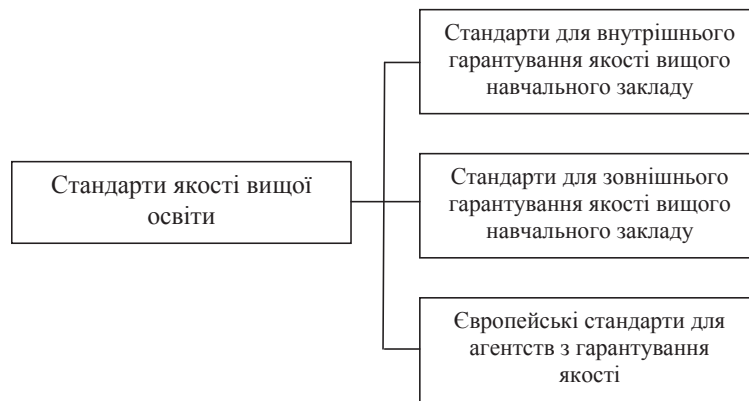 Стандарти якості вищої
освіти
Стандарти для внутрішнього
гарантування якості вищого
навчального закладу
Стандарти для зовнішнього
гарантування якості вищого
навчального закладу
Європейські стандарти для
агентств з гарантування
якості